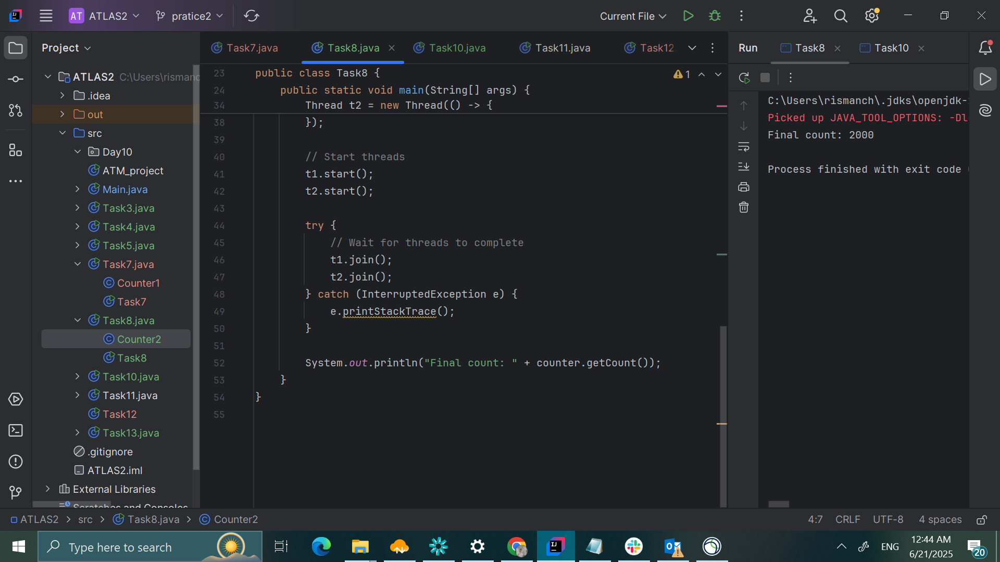 AT ATLAS2
pratice2
Current File
Project
Task7.java
Task8.java
Task10.java
Task11.java
Task12
Run
Task8
Task10
ATLAS2 C:\Users\rismanc
.idea
out
src
Day10
ATM_project
Main.java
Task3.java
Task4.java
Task5.java
Task7.java
Counter1
Task7
Task8.java
Counter2
Task8
Task10.java
Task11.java
Task12
Task13.java
.gitignore
ATLAS2.iml
External Libraries
Scratches and Consoles
1
23 public class Task8 {
24 public static void main(String[] args) {
34 Thread t2 = new Thread(() -> {
38 });
39
40 // Start threads
41 t1.start();
42 t2.start();
43
44 try {
45 // Wait for threads to complete
46 t1.join();
47 t2.join();
48 } catch (InterruptedException e) {
49 e.printStackTrace();
50 }
51
52 System.out.println("Final count: " + counter.getCount());
53 }
54 }
55
C:\Users\rismanch\.jdks\openjdk-
Picked up JAVA_TOOL_OPTIONS: -Dl
Final count: 2000
Process finished with exit code
ATLAS2 > src > Task8.java > Counter2
4:7 CRLF UTF-8 4 spaces
Type here to search
ENG
12:44 AM
6/21/2025
20